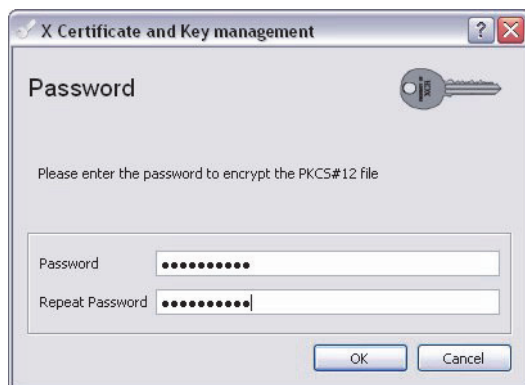 X Certificate and Key management
Password
Please enter the password to encrypt the PKCS#12 file
Password ●●●●●●●●●●
Repeat Password ●●●●●●●●●●
OK Cancel